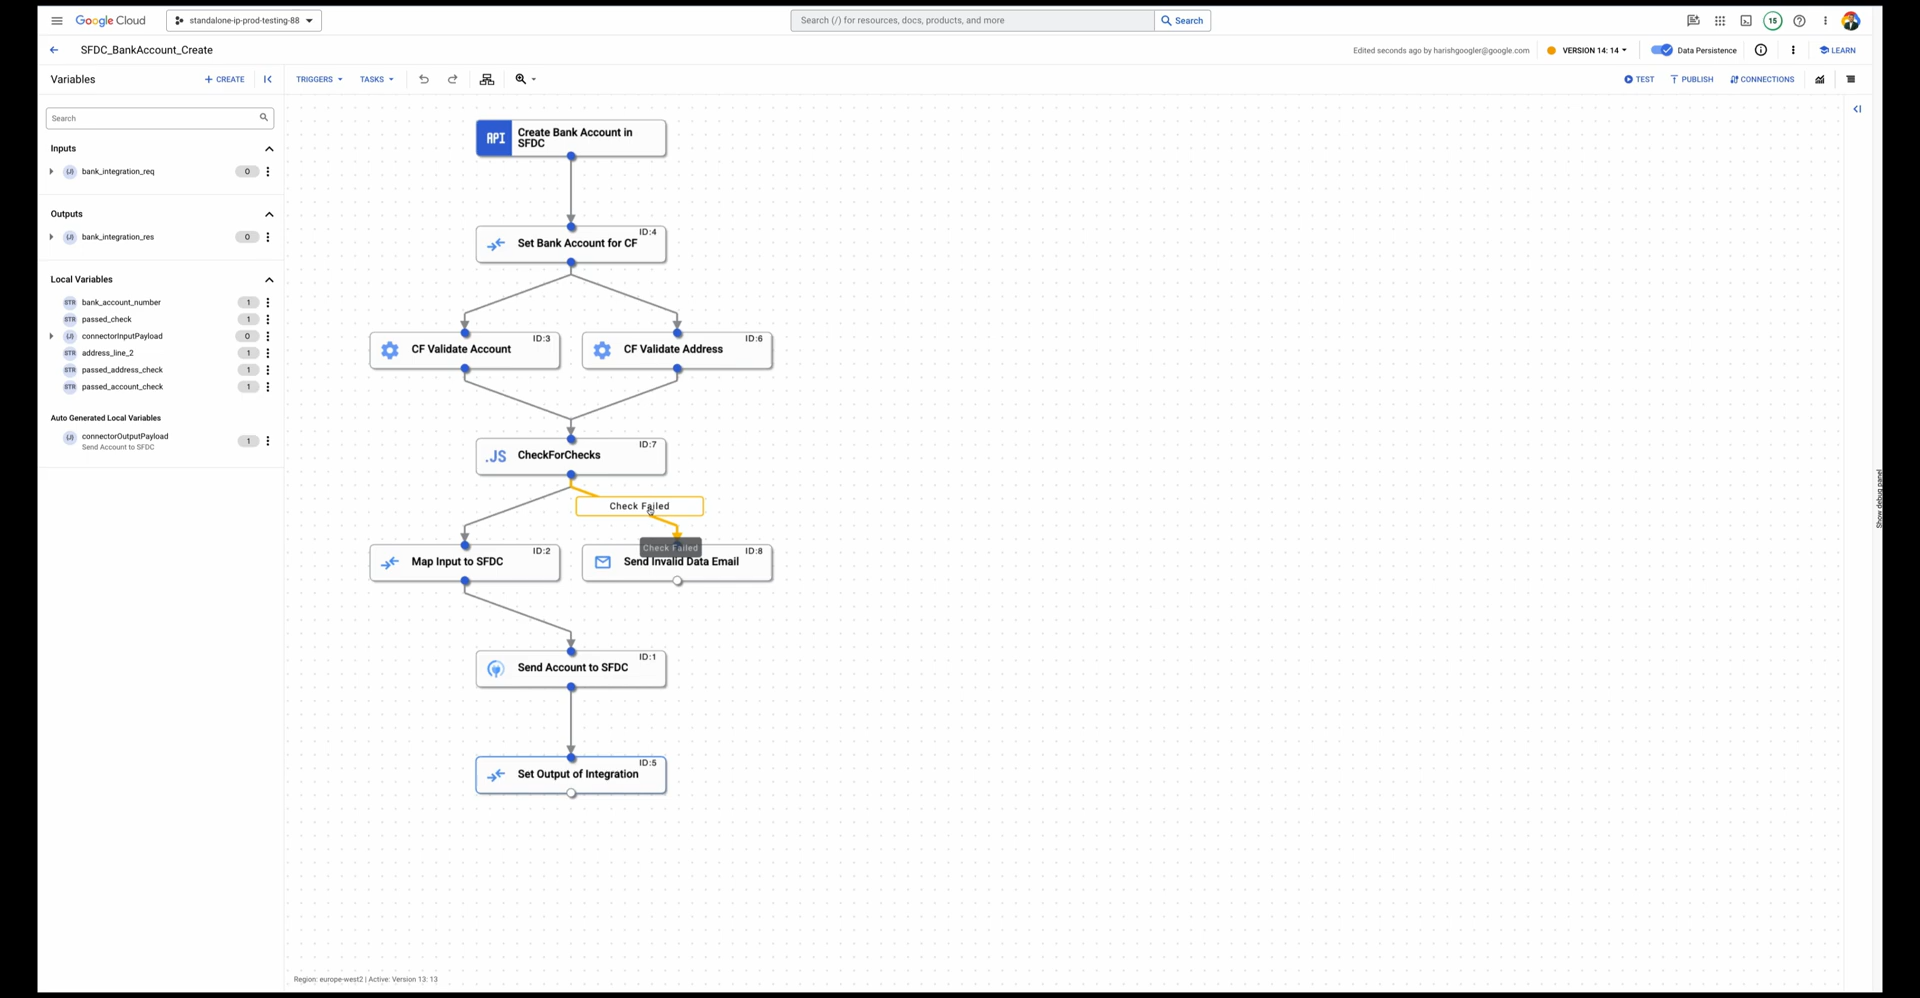 Google Cloud
standalone-ip-prod-testing-88
Search (/) for resources, docs, products, and more
Search
15
SFDC_BankAccount_Create
Edited seconds ago by harishgoogler@google.com
VERSION 14: 14
Data Persistence
LEARN
Variables
+ CREATE
TRIGGERS
TASKS
TEST
PUBLISH
CONNECTIONS
Search
Inputs
(J) bank_integration_req 0
Outputs
(J) bank_integration_res 0
Local Variables
STR bank_account_number 1
STR passed_check 1
(J) connectorInputPayload 0
STR address_line_2 1
STR passed_address_check 1
STR passed_account_check 1
Auto Generated Local Variables
(J) connectorOutputPayload 1
Send Account to SFDC
API
Create Bank Account in
SFDC
ID:4
Set Bank Account for CF
ID:3
CF Validate Account
ID:6
CF Validate Address
ID:7
.JS CheckForChecks
Check Failed
Check Failed
ID:2
Map Input to SFDC
ID:8
Send Invalid Data Email
ID:1
Send Account to SFDC
ID:5
Set Output of Integration
Show debug panel
Region: europe-west2 | Active: Version 13: 13